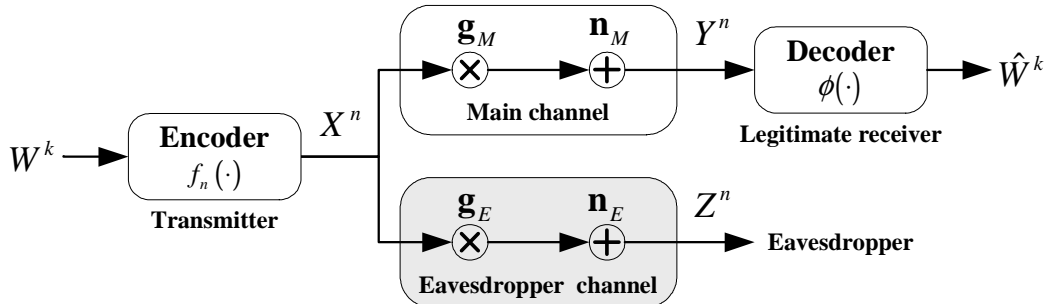 W^k
Encoder
f_n(·)
Transmitter
X^n
g_M
n_M
Main channel
Y^n
Decoder
ϕ(·)
Legitimate receiver
Ŵ^k
g_E
n_E
Eavesdropper channel
Z^n
Eavesdropper